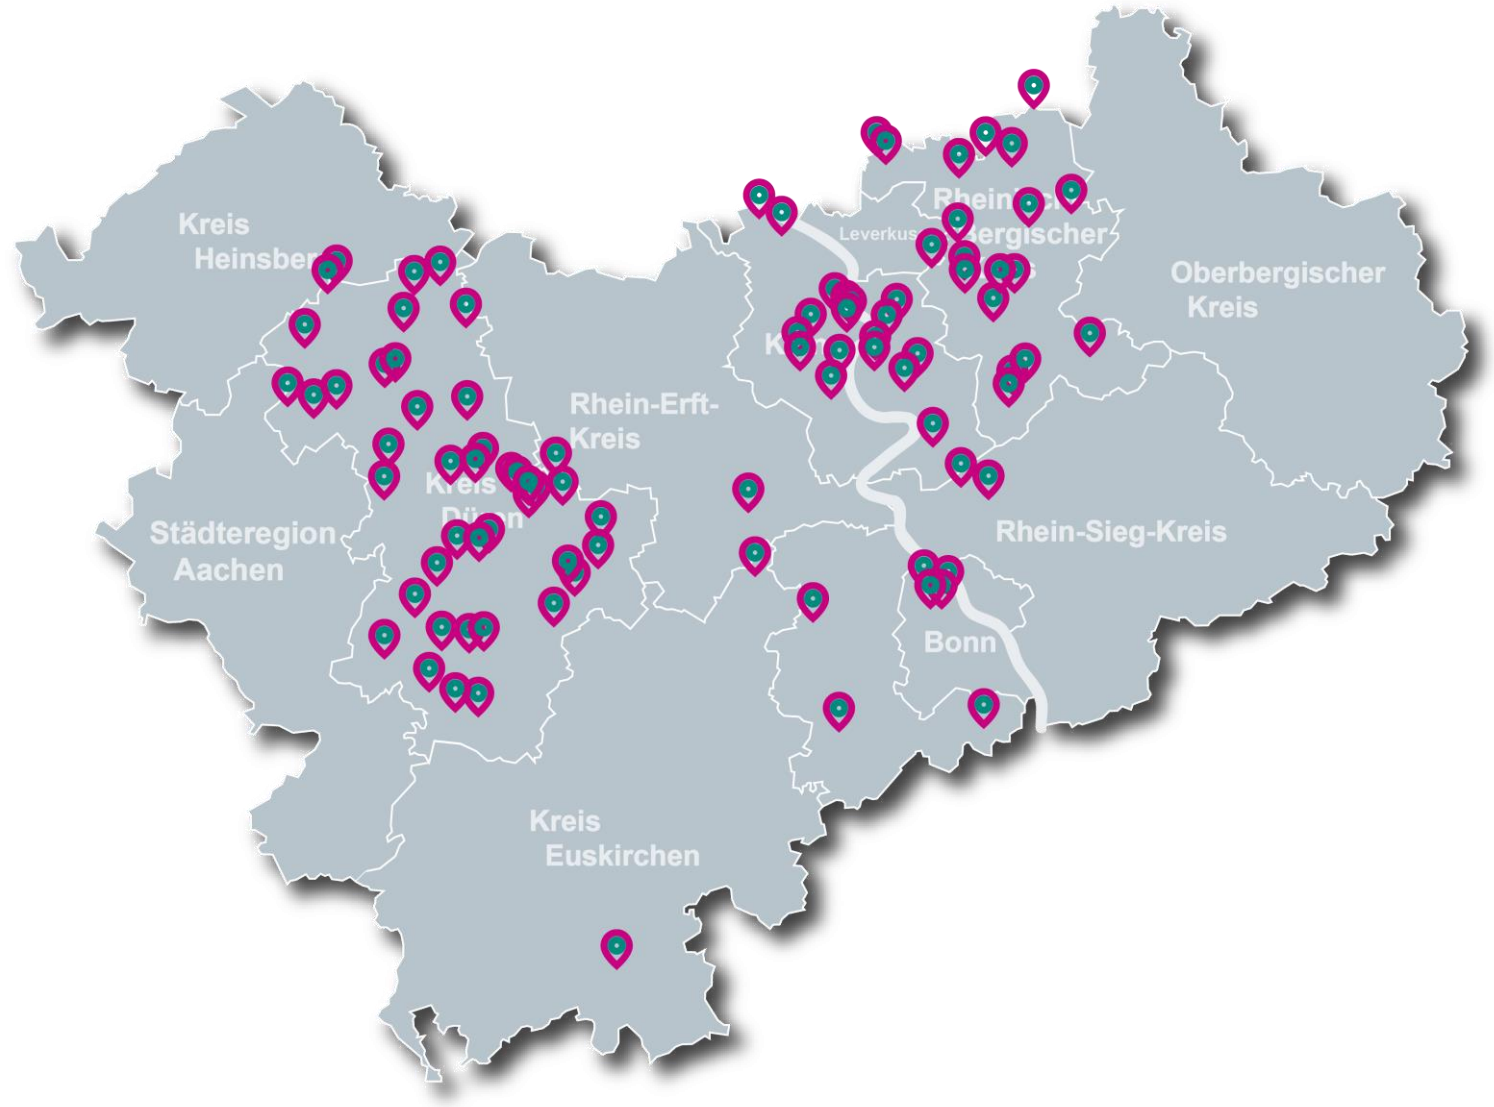 Kreis
Heinsber
Leverkus
Bergischer-
Oberbergischer
Kreis
Rhein-Erft-
Kreis
Kreis
Städteregion
Aachen
Rhein-Sieg-Kreis
Bonn
Kreis
Euskirchen